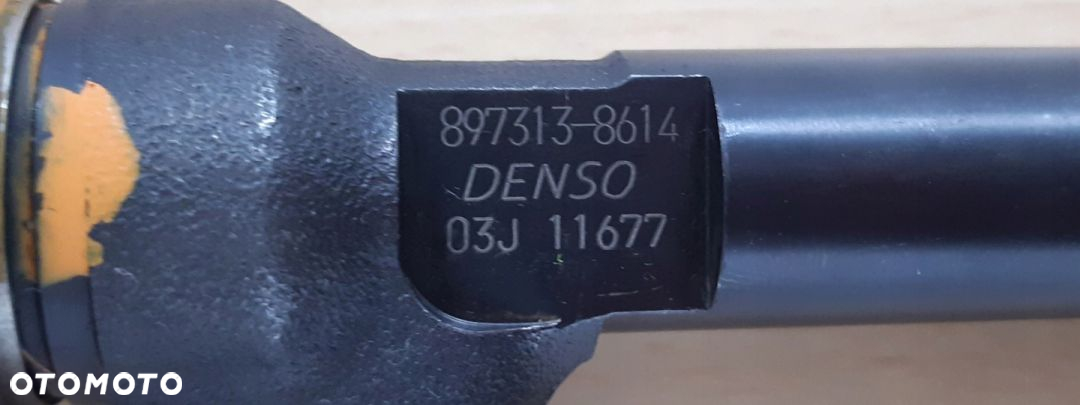 897313-8614
DENSO
03J 11677
OTOMOTO